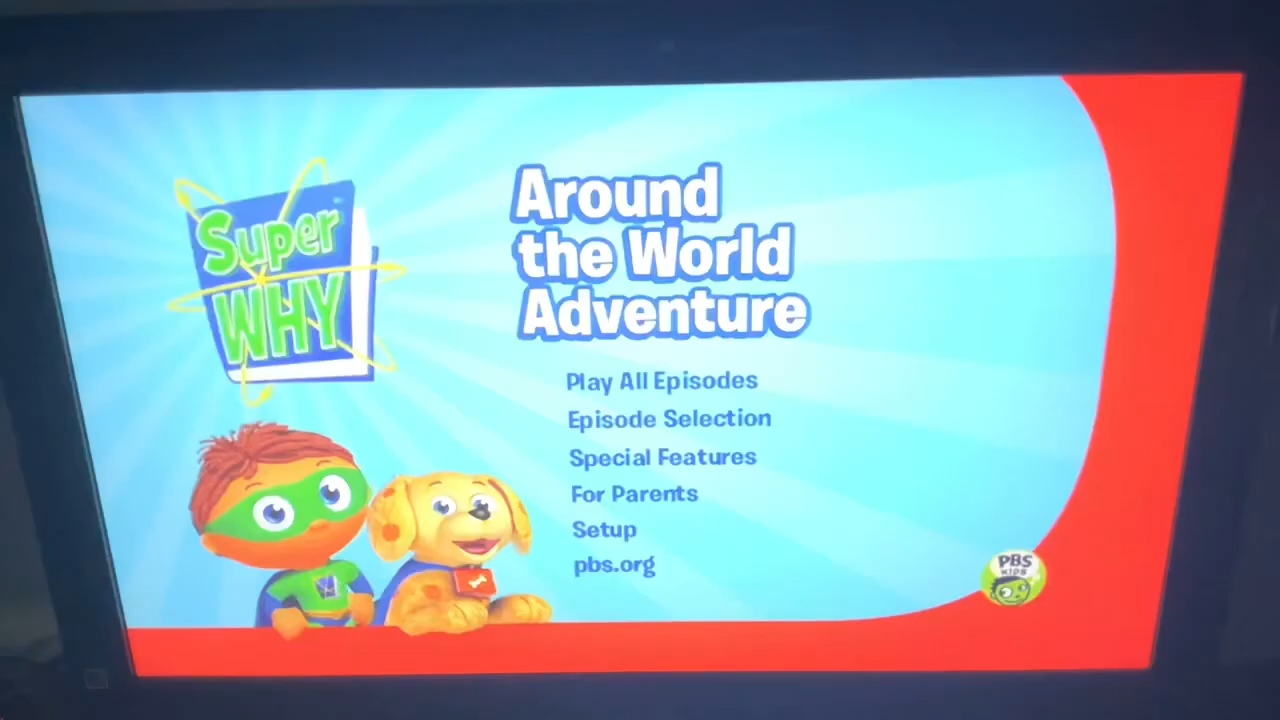 Super
WHY
Around
the World
Adventure
Play All Episodes
Episode Selection
Special Features
For Parents
Setup
pbs.org
PBS
KIDS